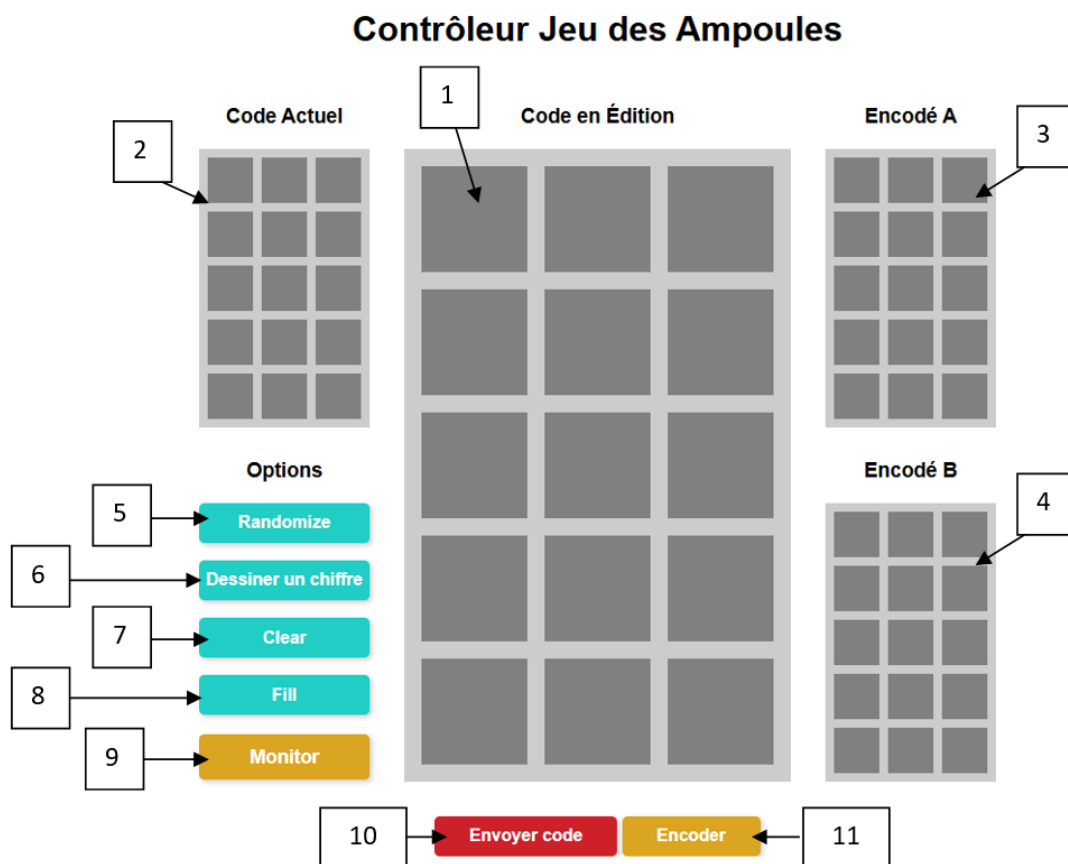 Contrôleur Jeu des Ampoules
1
Code Actuel
Code en Édition
Encodé A
2
3
Options
Encodé B
5
Randomize
4
6
Dessiner un chiffre
7
Clear
8
Fill
9
Monitor
10
Envoyer code
Encoder
11